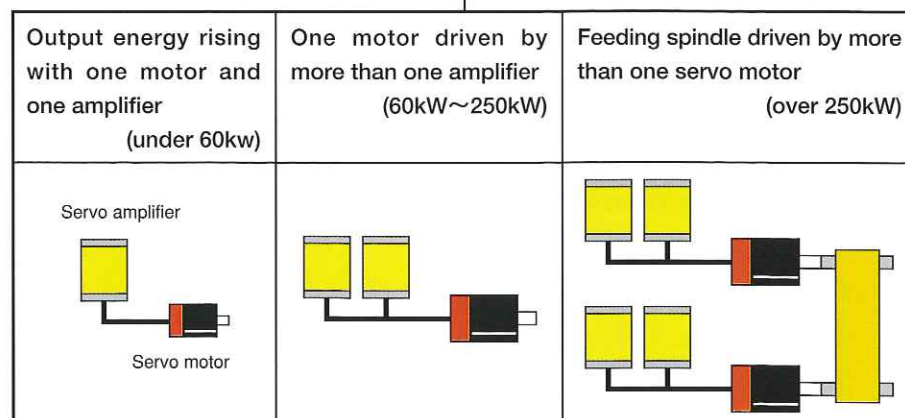 Output energy rising
with one motor and
one amplifier
(under 60kw)
One motor driven by
more than one amplifier
(60kW～250kW)
Feeding spindle driven by more
than one servo motor
(over 250kW)
Servo amplifier
Servo motor